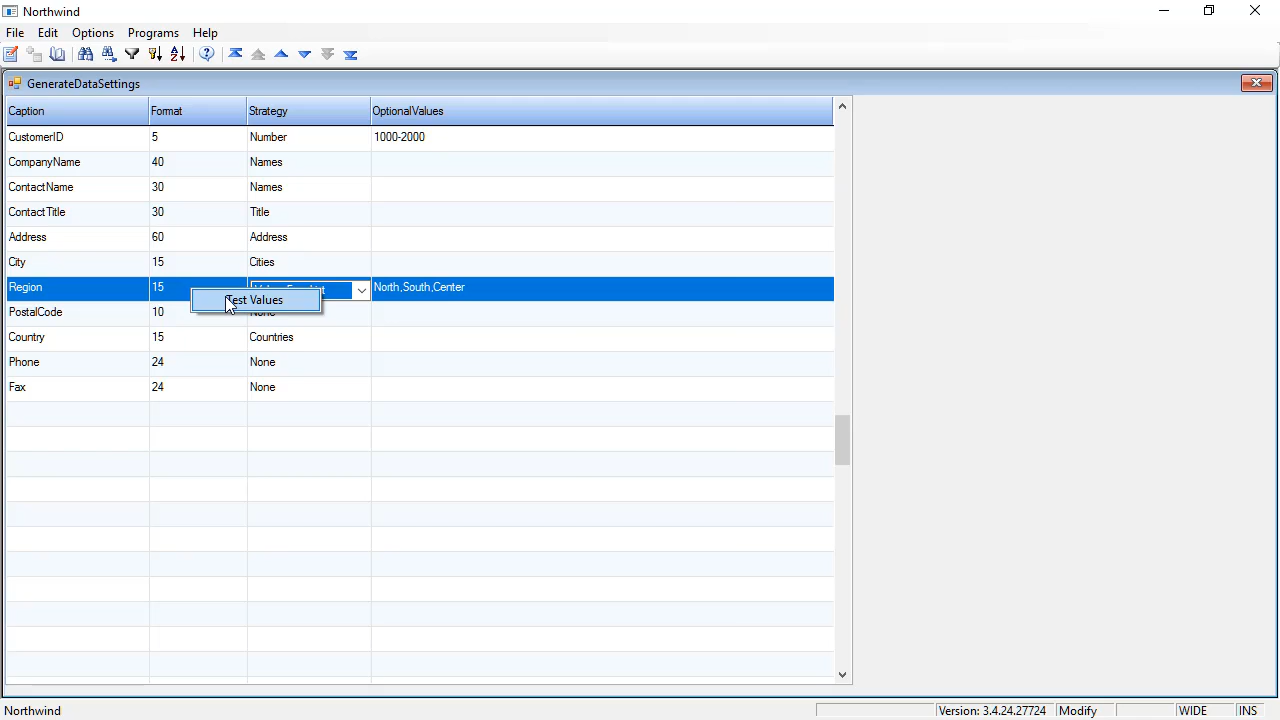 Northwind
File Edit Options Programs Help
GenerateDataSettings
Caption Format Strategy OptionalValues
CustomerID 5 Number 1000-2000
CompanyName 40 Names
ContactName 30 Names
ContactTitle 30 Title
Address 60 Address
City 15 Cities
Region 15 North,South,Center
Test Values
PostalCode 10 None
Country 15 Countries
Phone 24 None
Fax 24 None
Northwind Version: 3.4.24.27724 Modify WIDE INS